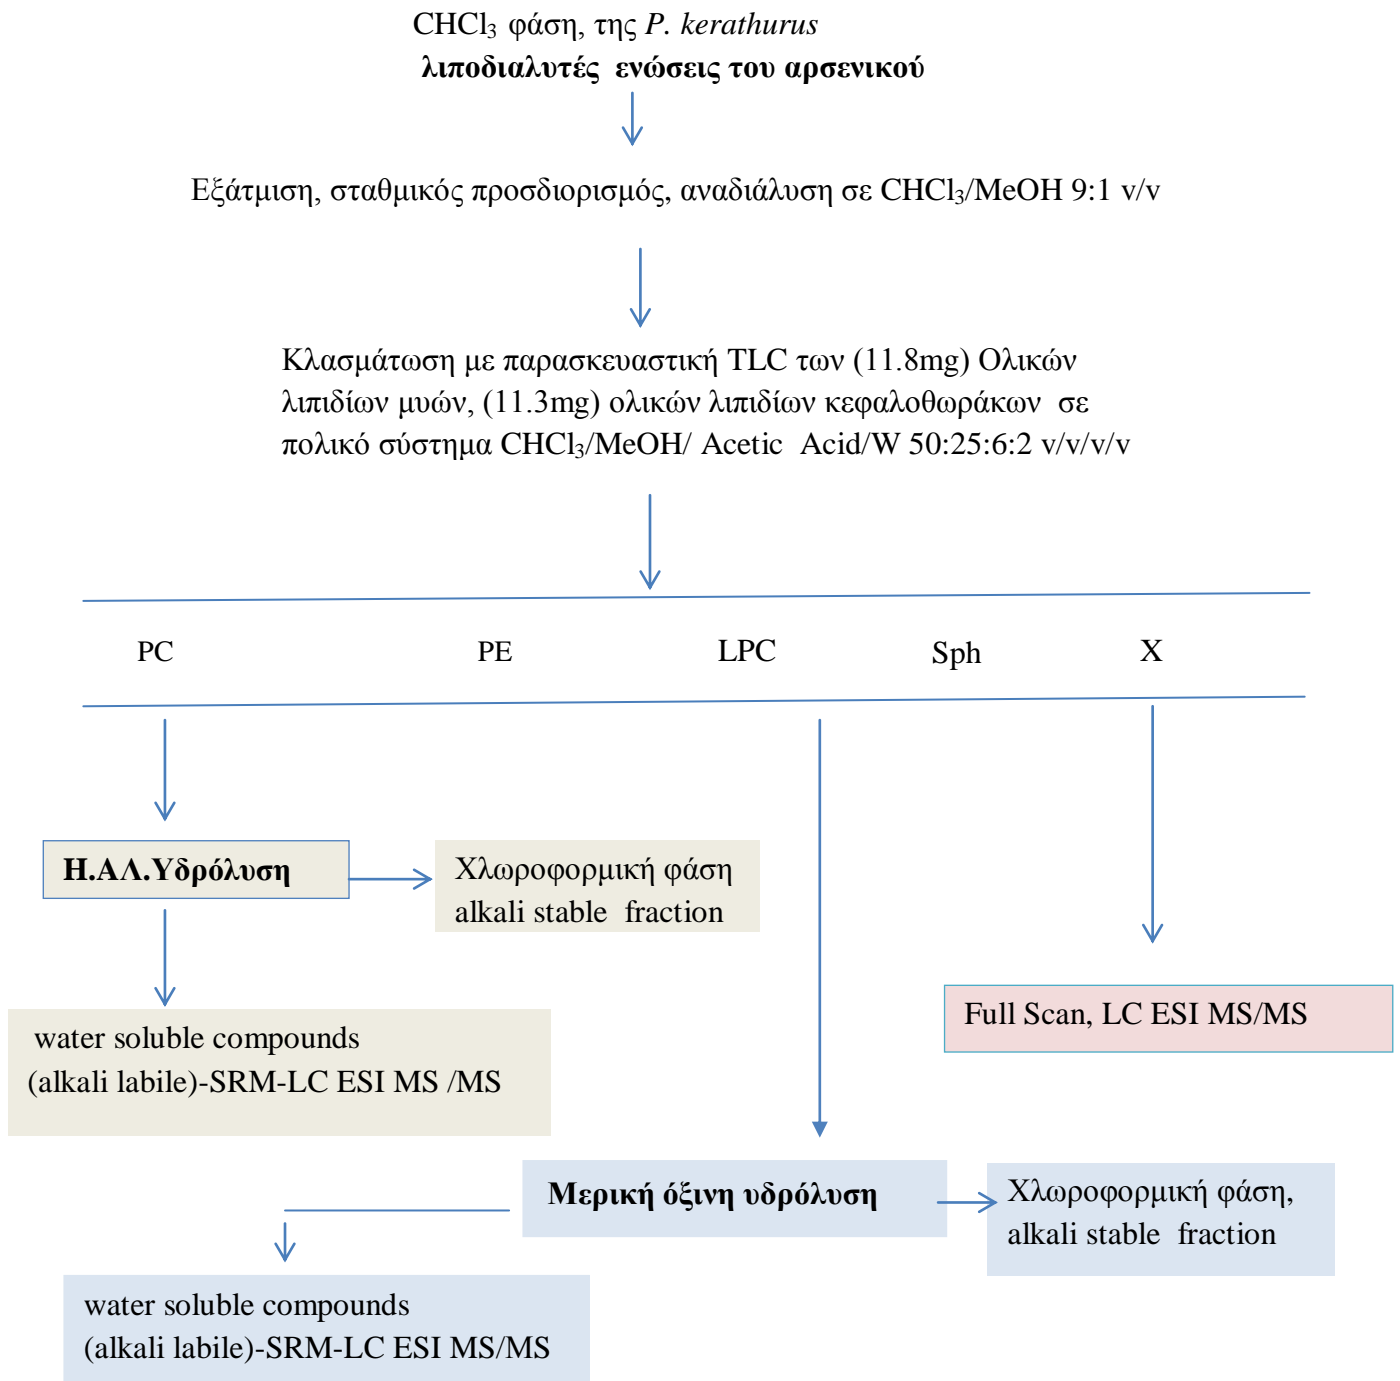 CHCl₃ φάση, της P. kerathurus
λιποδιαλυτές ενώσεις του αρσενικού
Εξάτμιση, σταθμικός προσδιορισμός, αναδιάλυση σε CHCl₃/MeOH 9:1 v/v
Κλασμάτωση με παρασκευαστική TLC των (11.8mg) Ολικών
λιπιδίων μυών, (11.3mg) ολικών λιπιδίων κεφαλοθωράκων σε
πολικό σύστημα CHCl₃/MeOH/ Acetic Acid/W 50:25:6:2 v/v/v/v
PC PE LPC Sph X
Η.ΑΛ.Υδρόλυση
Χλωροφορμική φάση
alkali stable fraction
water soluble compounds
(alkali labile)-SRM-LC ESI MS /MS
Full Scan, LC ESI MS/MS
Μερική όξινη υδρόλυση
Χλωροφορμική φάση,
alkali stable fraction
water soluble compounds
(alkali labile)-SRM-LC ESI MS/MS